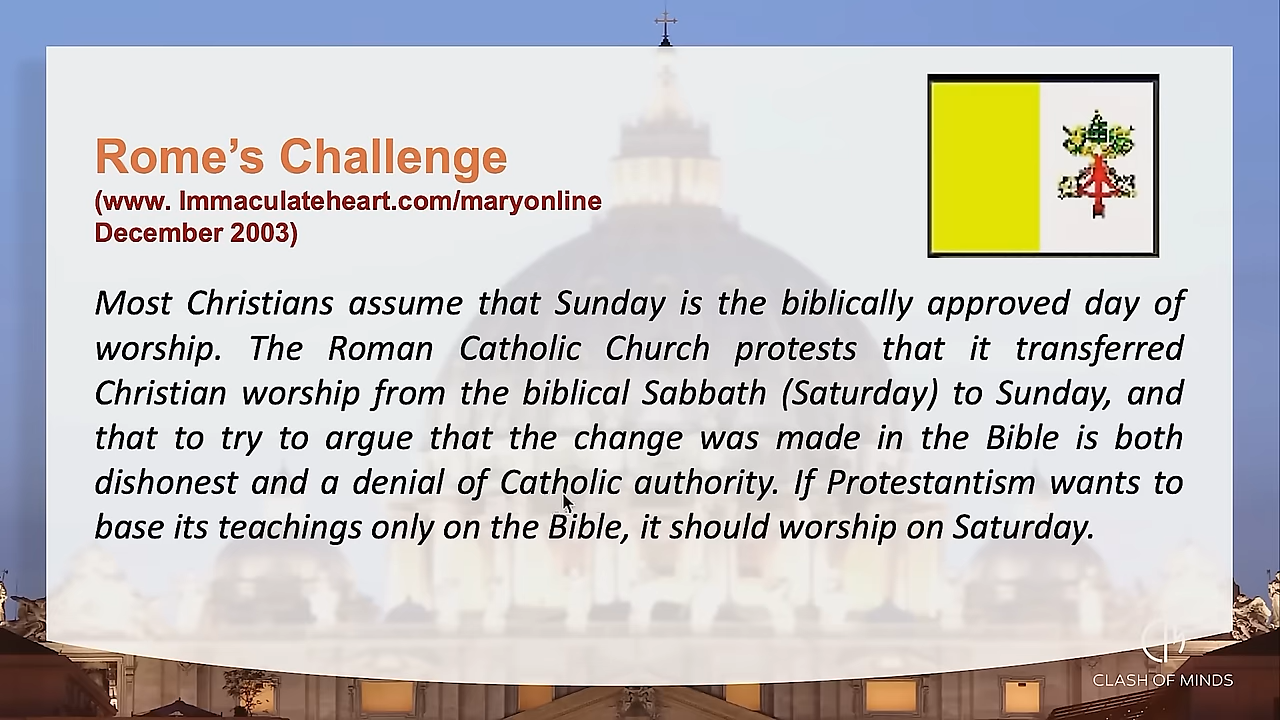 Rome’s Challenge
(www. Immaculateheart.com/maryonline
December 2003)
Most Christians assume that Sunday is the biblically approved day of
worship. The Roman Catholic Church protests that it transferred
Christian worship from the biblical Sabbath (Saturday) to Sunday, and
that to try to argue that the change was made in the Bible is both
dishonest and a denial of Catholic authority. If Protestantism wants to
base its teachings only on the Bible, it should worship on Saturday.
CLASH OF MINDS